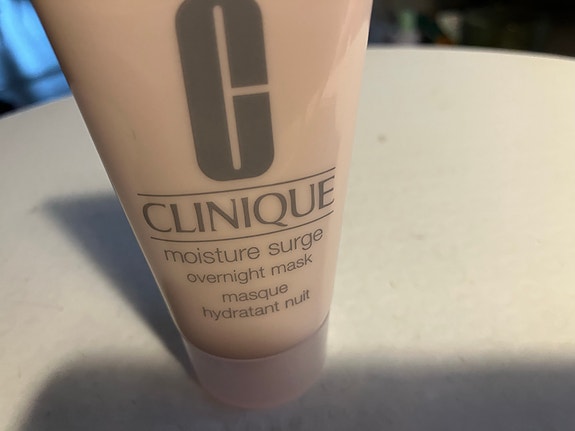 CLINIQUE
moisture surge
overnight mask
masque
hydratant nuit